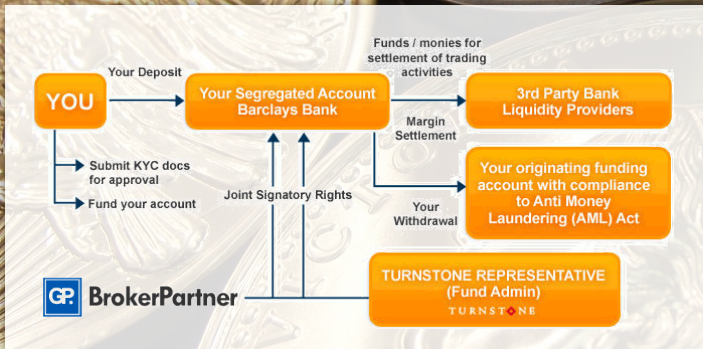 Funds / monies for
settlement of trading
activities
Your Deposit
YOU
Your Segregated Account
Barclays Bank
3rd Party Bank
Liquidity Providers
Margin
Settlement
Submit KYC docs
for approval
Fund your account
Joint Signatory Rights
Your
Withdrawal
Your originating funding
account with compliance
to Anti Money
Laundering (AML) Act
GP. BrokerPartner
TURNSTONE REPRESENTATIVE
(Fund Admin)
TURNSTONE